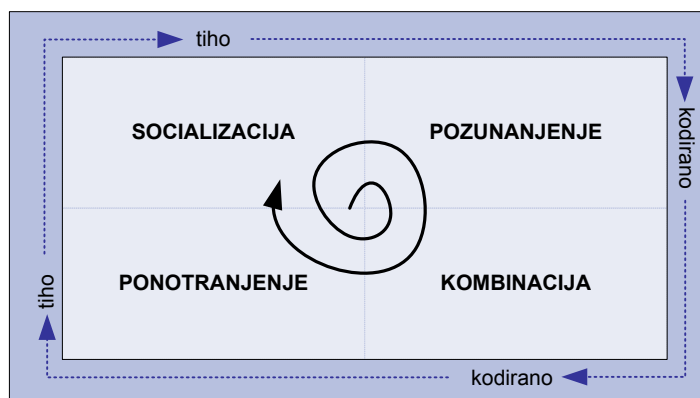 tiho
SOCIALIZACIJA
POZUNANJENJE
kodirano
tiho
PONOTRANJENJE
KOMBINACIJA
kodirano